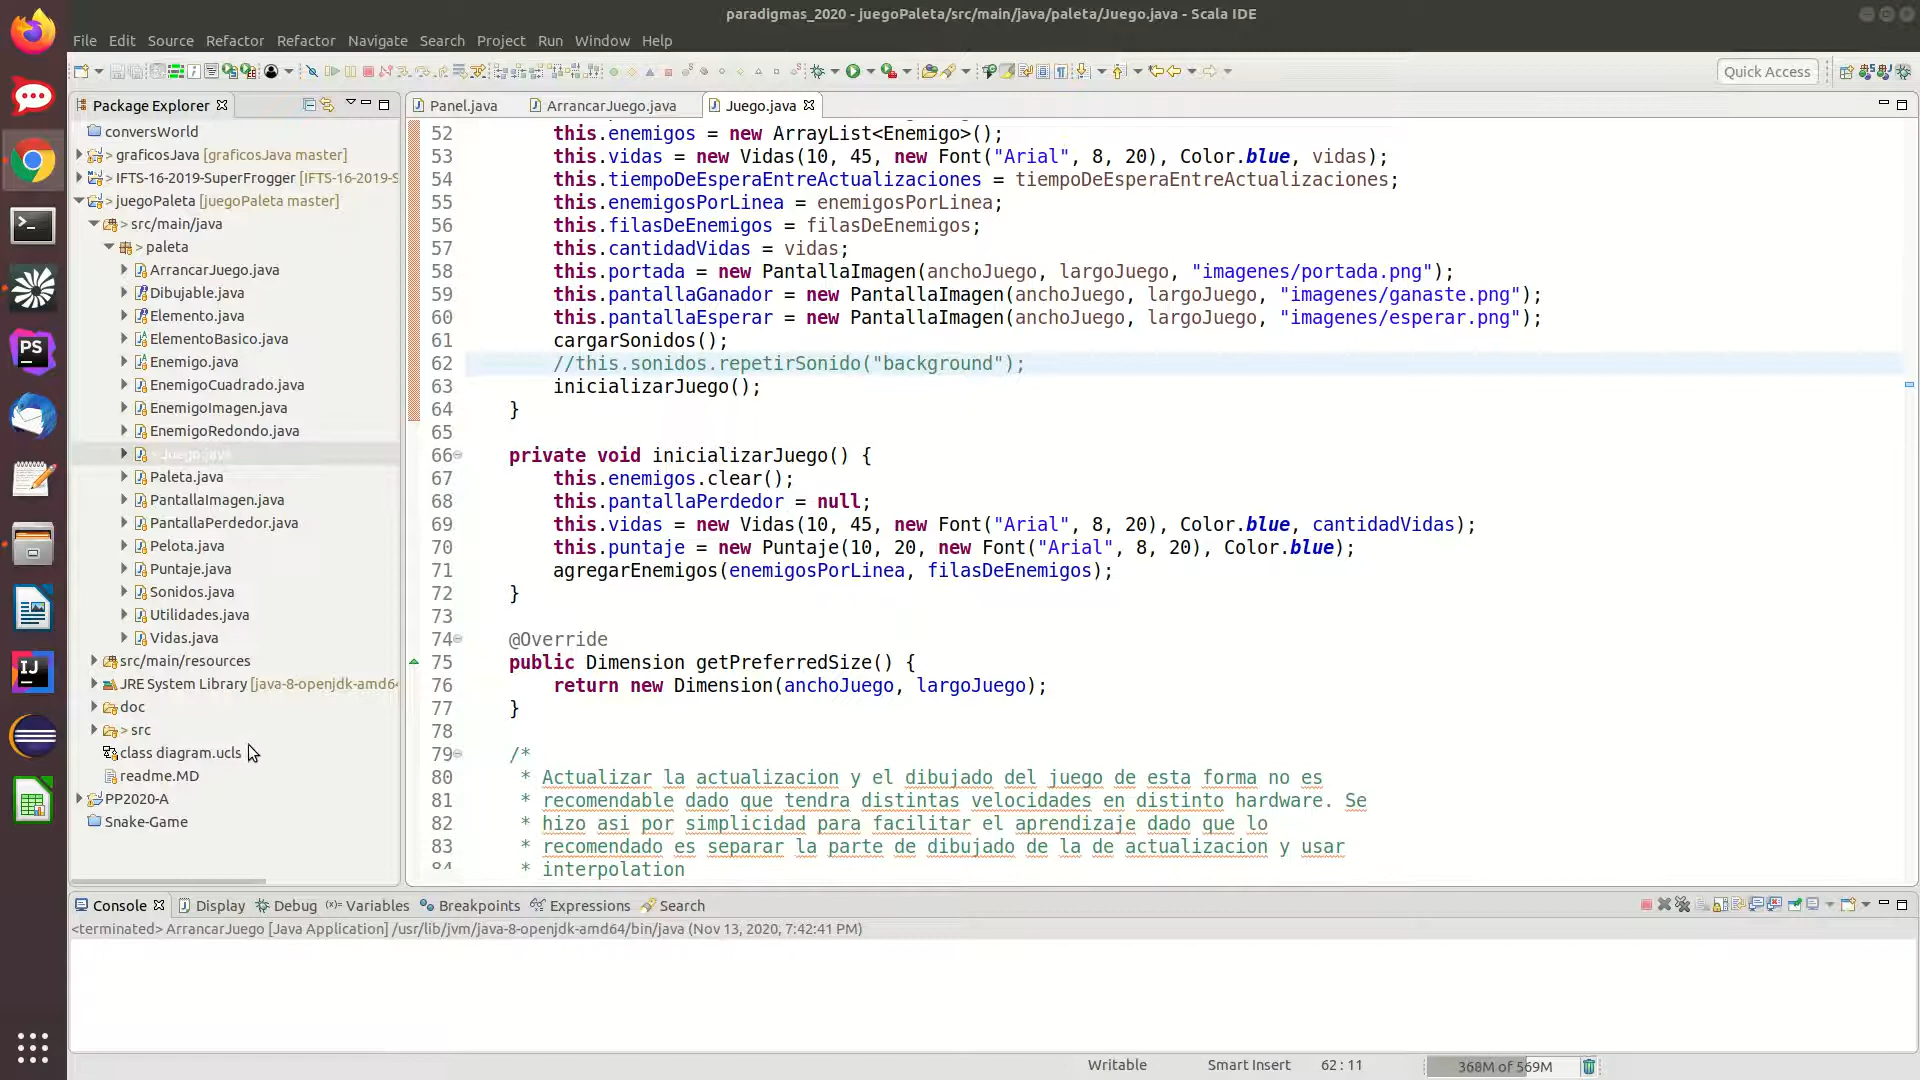 paradigmas_2020 - juegoPaleta/src/main/java/paleta/Juego.java - Scala IDE
File Edit Source Refactor Refactor Navigate Search Project Run Window Help
Quick Access
Package Explorer
Panel.java ArrancarJuego.java Juego.java
conversWorld
> graficosJava [graficosJava master]
> IFTS-16-2019-SuperFrogger [IFTS-16-2019-S
> juegoPaleta [juegoPaleta master]
> src/main/java
> paleta
ArrancarJuego.java
Dibujable.java
Elemento.java
ElementoBasico.java
Enemigo.java
EnemigoCuadrado.java
EnemigoImagen.java
EnemigoRedondo.java
> Juego.java
Paleta.java
PantallaImagen.java
PantallaPerdedor.java
Pelota.java
Puntaje.java
Sonidos.java
Utilidades.java
Vidas.java
src/main/resources
JRE System Library [java-8-openjdk-amd64
doc
> src
class diagram.ucls
readme.MD
PP2020-A
Snake-Game
52 this.enemigos = new ArrayList<Enemigo>();
53 this.vidas = new Vidas(10, 45, new Font("Arial", 8, 20), Color.blue, vidas);
54 this.tiempoDeEsperaEntreActualizaciones = tiempoDeEsperaEntreActualizaciones;
55 this.enemigosPorLinea = enemigosPorLinea;
56 this.filasDeEnemigos = filasDeEnemigos;
57 this.cantidadVidas = vidas;
58 this.portada = new PantallaImagen(anchoJuego, largoJuego, "imagenes/portada.png");
59 this.pantallaGanador = new PantallaImagen(anchoJuego, largoJuego, "imagenes/ganaste.png");
60 this.pantallaEsperar = new PantallaImagen(anchoJuego, largoJuego, "imagenes/esperar.png");
61 cargarSonidos();
62 //this.sonidos.repetirSonido("background");
63 inicializarJuego();
64 }
65
66 private void inicializarJuego() {
67 this.enemigos.clear();
68 this.pantallaPerdedor = null;
69 this.vidas = new Vidas(10, 45, new Font("Arial", 8, 20), Color.blue, cantidadVidas);
70 this.puntaje = new Puntaje(10, 20, new Font("Arial", 8, 20), Color.blue);
71 agregarEnemigos(enemigosPorLinea, filasDeEnemigos);
72 }
73
74 @Override
75 public Dimension getPreferredSize() {
76 return new Dimension(anchoJuego, largoJuego);
77 }
78
79 /*
80 * Actualizar la actualizacion y el dibujado del juego de esta forma no es
81 * recomendable dado que tendra distintas velocidades en distinto hardware. Se
82 * hizo asi por simplicidad para facilitar el aprendizaje dado que lo
83 * recomendado es separar la parte de dibujado de la de actualizacion y usar
84 * interpolation
Console Display Debug Variables Breakpoints Expressions Search
<terminated> ArrancarJuego [Java Application] /usr/lib/jvm/java-8-openjdk-amd64/bin/java (Nov 13, 2020, 7:42:41 PM)
Writable Smart Insert 62 : 11 368M of 569M